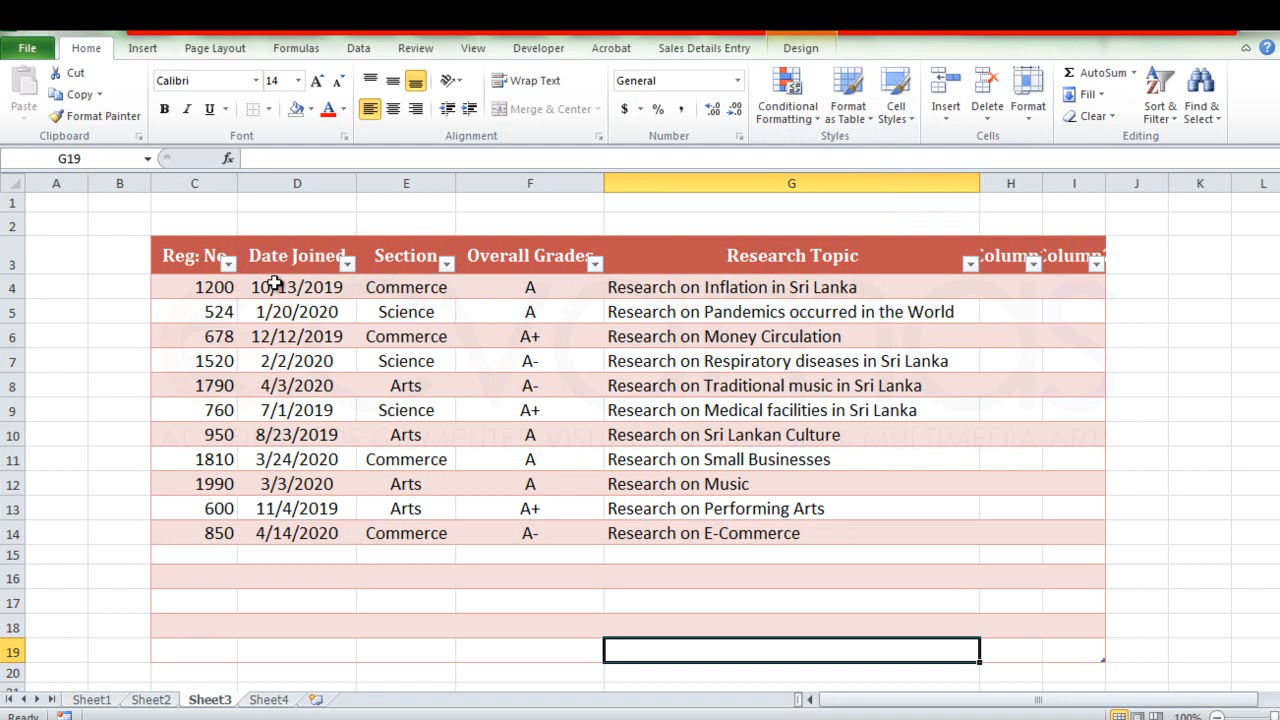 File Home Insert Page Layout Formulas Data Review View Developer Acrobat Sales Details Entry Design
Paste Cut Copy Format Painter Clipboard
Calibri 14 A A B I U A Font
Wrap Text Merge & Center Alignment
General $ % , Number
Conditional Formatting Format as Table Cell Styles Styles
Insert Delete Format Cells
Σ AutoSum Fill Clear Sort & Filter Find & Select Editing
G19 fx
A B C D E F G H I J K L
3 Reg: No Date Joined Section Overall Grades Research Topic Column Column
4 1200 10/13/2019 Commerce A Research on Inflation in Sri Lanka
5 524 1/20/2020 Science A Research on Pandemics occurred in the World
6 678 12/12/2019 Commerce A+ Research on Money Circulation
7 1520 2/2/2020 Science A- Research on Respiratory diseases in Sri Lanka
8 1790 4/3/2020 Arts A- Research on Traditional music in Sri Lanka
9 760 7/1/2019 Science A+ Research on Medical facilities in Sri Lanka
10 950 8/23/2019 Arts A Research on Sri Lankan Culture
11 1810 3/24/2020 Commerce A Research on Small Businesses
12 1990 3/3/2020 Arts A Research on Music
13 600 11/4/2019 Arts A+ Research on Performing Arts
14 850 4/14/2020 Commerce A- Research on E-Commerce
15
16
17
18
19
20
Sheet1 Sheet2 Sheet3 Sheet4
Ready 100%